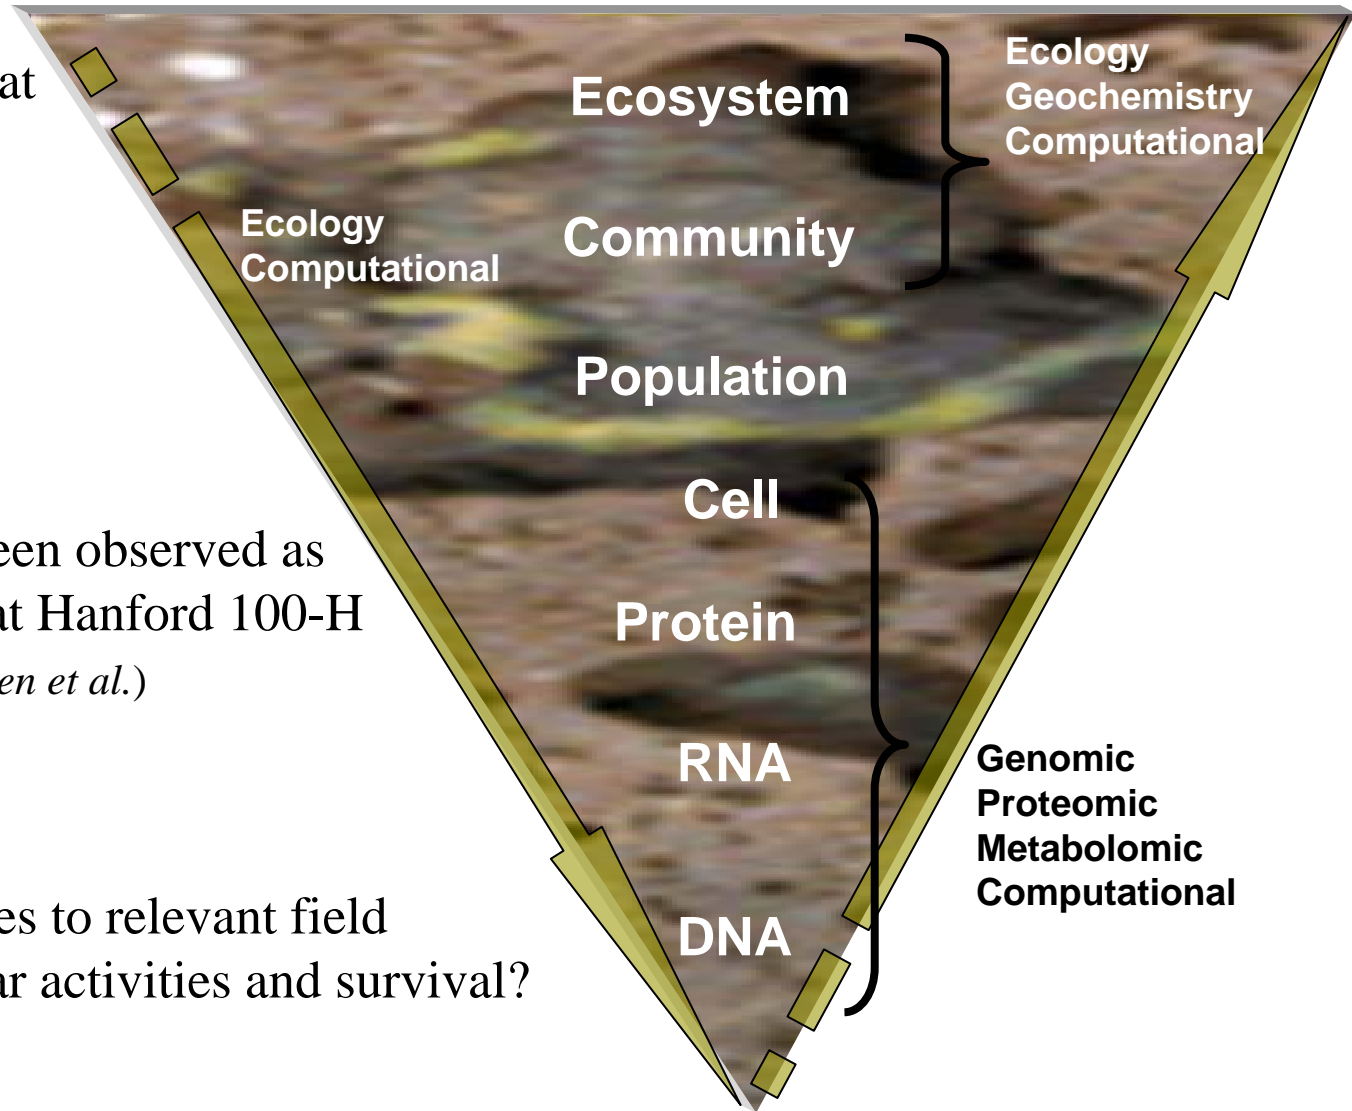 at
Ecosystem
Ecology
Geochemistry
Computational
Ecology
Computational
Community
Population
Cell
een observed as
at Hanford 100-H
en et al.)
Protein
RNA
Genomic
Proteomic
Metabolomic
Computational
es to relevant field
ar activities and survival?
DNA